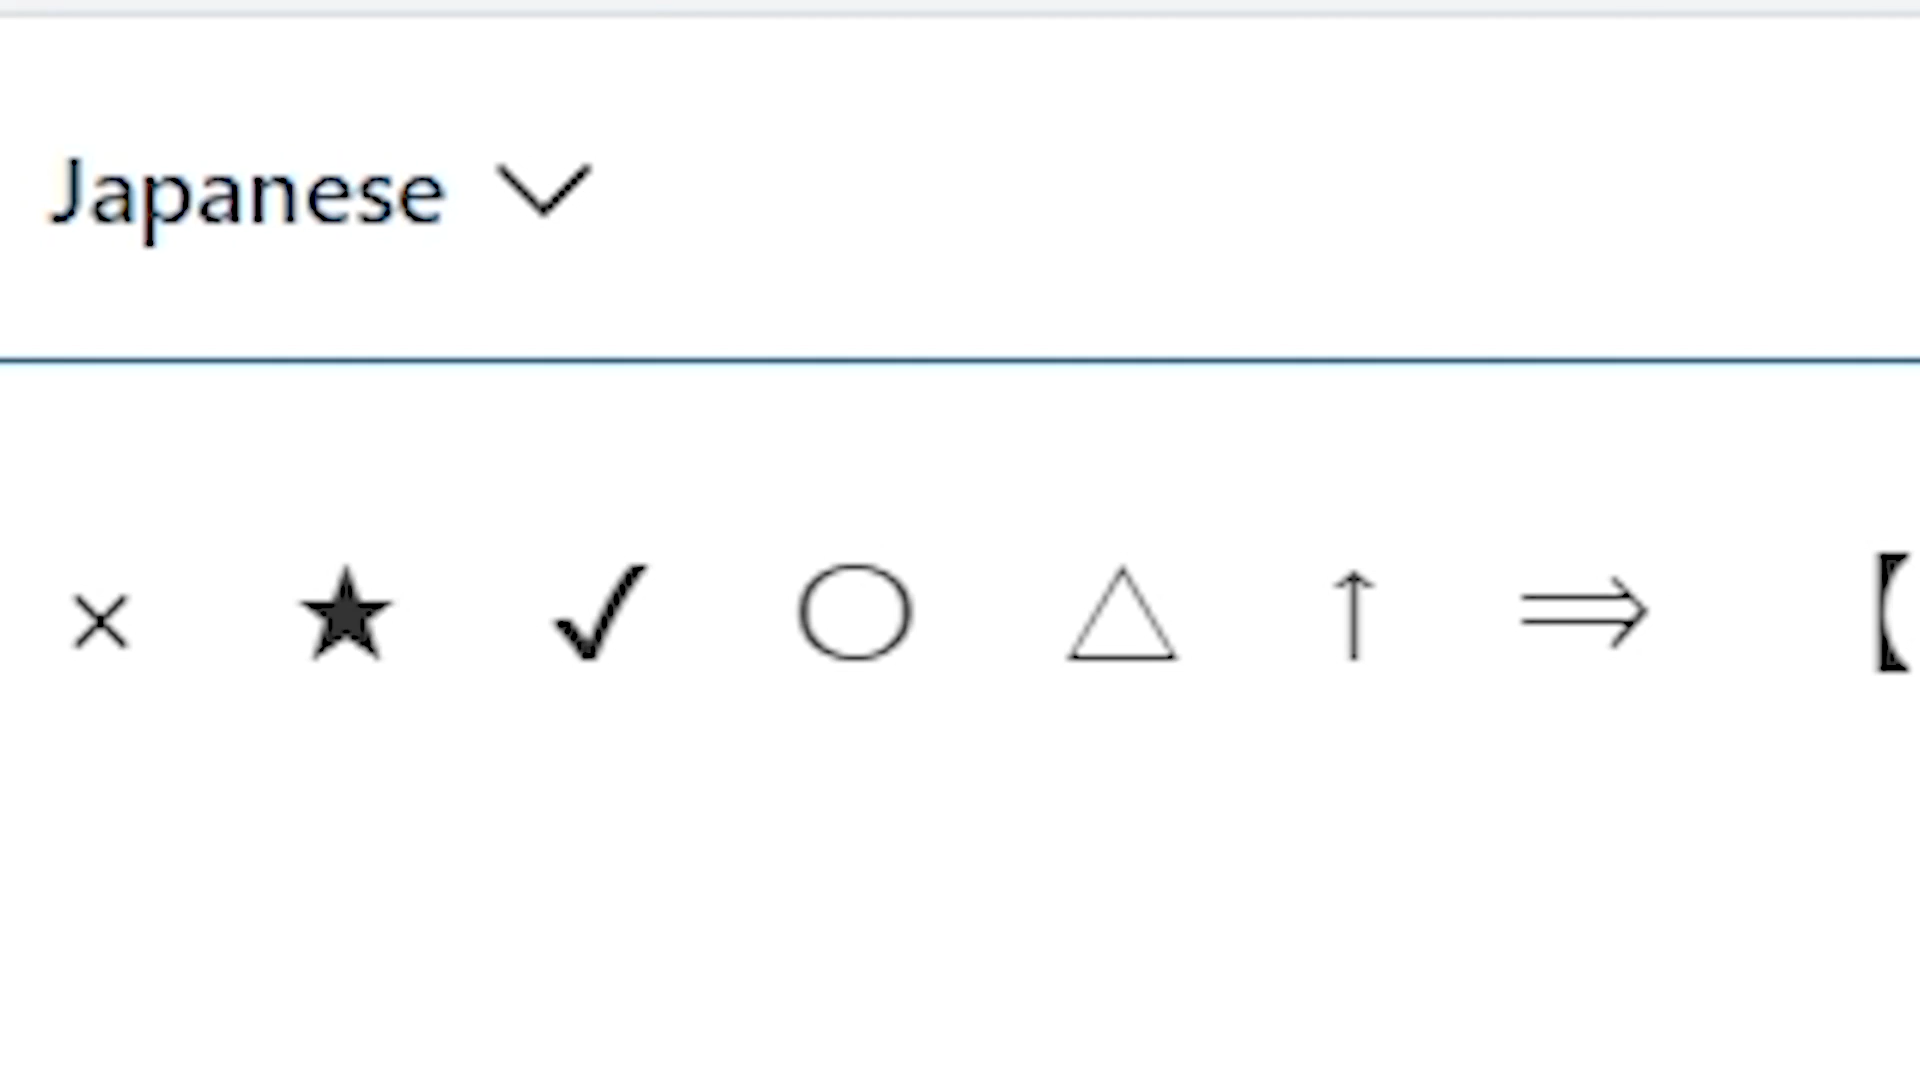 Japanese
× ★ ✓ ○ △ ↑ ⇒ 【